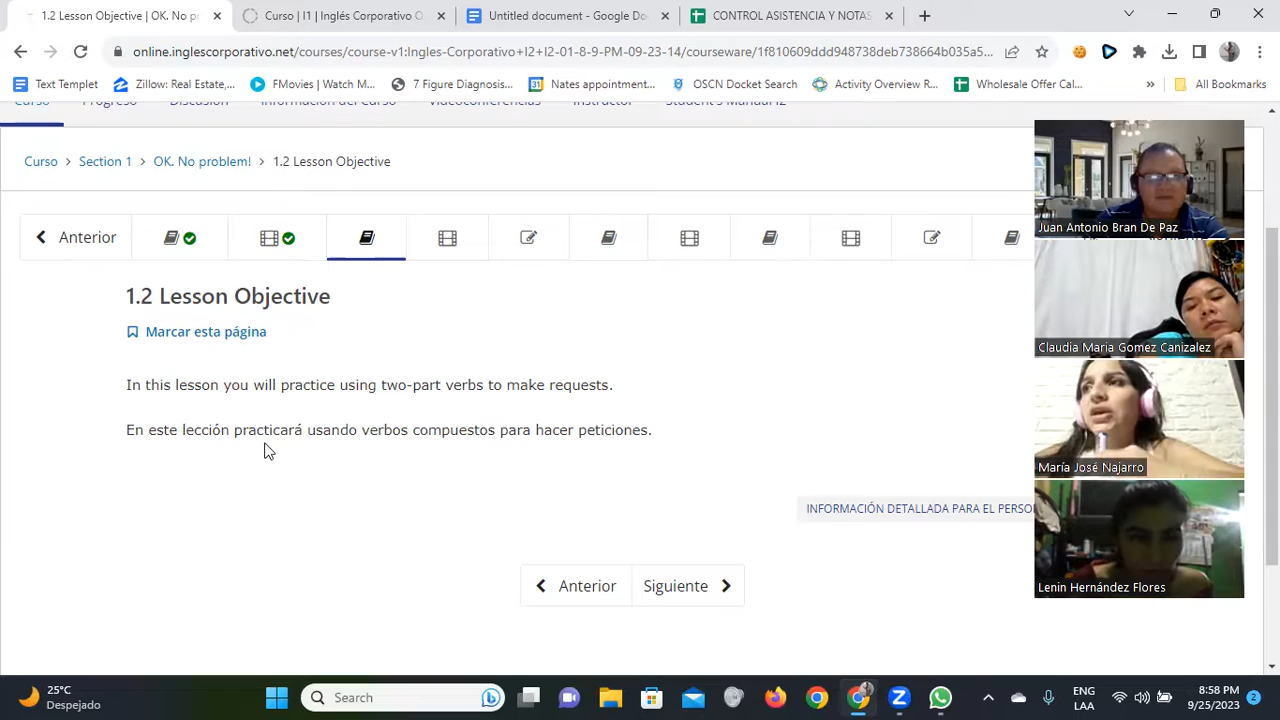 1.2 Lesson Objective | OK. No pr
Curso | I1 | Inglés Corporativo O
Untitled document - Google Do
CONTROL ASISTENCIA Y NOTAS
online.inglescorporativo.net/courses/course-v1:Ingles-Corporativo+I2+I2-01-8-9-PM-09-23-14/courseware/1f810609ddd948738deb738664b035a5...
Text Templet
Zillow: Real Estate,...
FMovies | Watch M...
7 Figure Diagnosis...
Nates appointment...
OSCN Docket Search
Activity Overview R...
Wholesale Offer Cal...
»
All Bookmarks
Curso
Progreso
Discusión
Información del Curso
Videoconferencias
Instructor
Student's Manual I2
Curso > Section 1 > OK. No problem! > 1.2 Lesson Objective
Anterior
1.2 Lesson Objective
Marcar esta página
In this lesson you will practice using two-part verbs to make requests.
En este lección practicará usando verbos compuestos para hacer peticiones.
INFORMACIÓN DETALLADA PARA EL PERSO
Anterior
Siguiente
Juan Antonio Bran De Paz
Claudia Maria Gomez Canizalez
María José Najarro
Lenin Hernández Flores
25°C
Despejado
Search
ENG
LAA
8:58 PM
9/25/2023
2